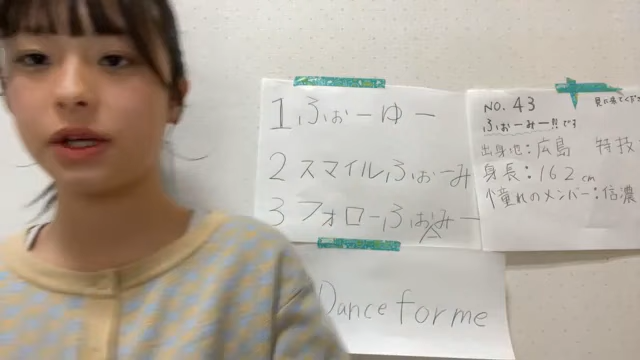 1 ふぉーゆー
2 スマイルふぉーみ
3 フォローふぉみー
Dance for me
NO. 43
ふぉーみー!!です
出身地:広島 特技
身長:162cm
憧れのメンバー:信濃